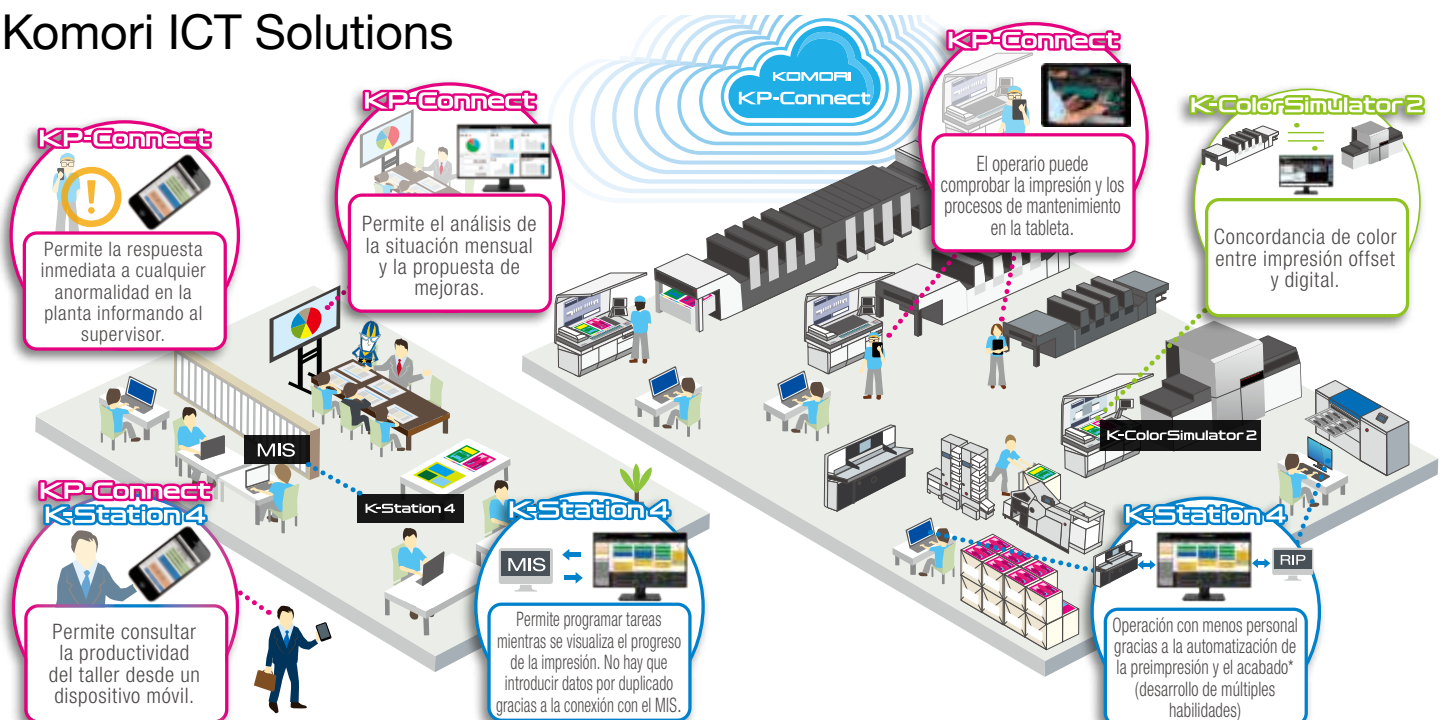 Komori ICT Solutions
KOMORI
KP-Connect
KP-Connect
Permite la respuesta
inmediata a cualquier
anormalidad en la
planta informando al
supervisor.
KP-Connect
Permite el análisis de
la situación mensual
y la propuesta de
mejoras.
KP-Connect
El operario puede
comprobar la impresión y los
procesos de mantenimiento
en la tableta.
K-ColorSimulator 2
Concordancia de color
entre impresión offset
y digital.
MIS
K-Station 4
K-ColorSimulator 2
KP-Connect
K-Station 4
Permite consultar
la productividad
del taller desde un
dispositivo móvil.
K-Station 4
MIS
Permite programar tareas
mientras se visualiza el progreso
de la impresión. No hay que
introducir datos por duplicado
gracias a la conexión con el MIS.
K-Station 4
RIP
Operación con menos personal
gracias a la automatización de
la preimpresión y el acabado*
(desarrollo de múltiples
habilidades)